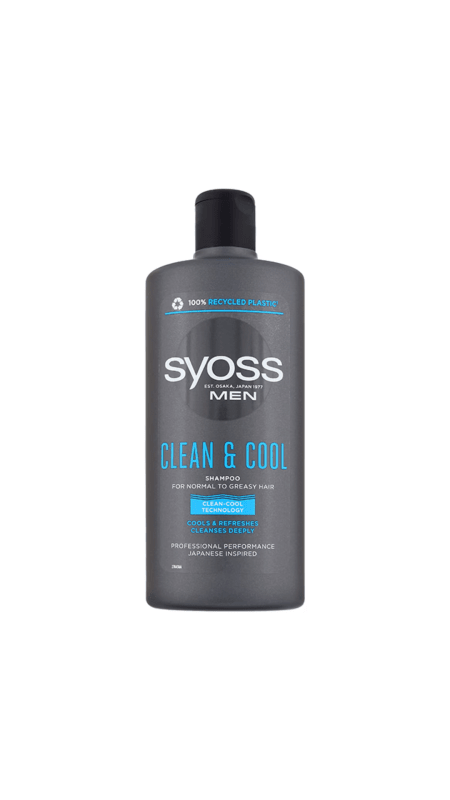 100% RECYCLED PLASTIC
syoss
EST. OSAKA, JAPAN 1977
MEN
CLEAN & COOL
SHAMPOO
FOR NORMAL TO GREASY HAIR
CLEAN-COOL
TECHNOLOGY
COOLS & REFRESHES
CLEANSES DEEPLY
PROFESSIONAL PERFORMANCE
JAPANESE INSPIRED